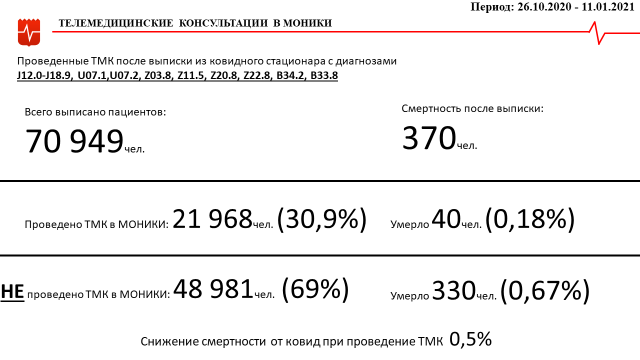 Период: 26.10.2020 - 11.01.2021
ТЕЛЕМЕДИЦИНСКИЕ КОНСУЛЬТАЦИИ В МОНИКИ
Проведенные ТМК после выписки из ковидного стационара с диагнозами
J12.0-J18.9, U07.1,U07.2, Z03.8, Z11.5, Z20.8, Z22.8, B34.2, B33.8
Всего выписано пациентов:
70 949чел.
Смертность после выписки:
370чел.
Проведено ТМК в МОНИКИ: 21 968чел. (30,9%)
Умерло 40чел. (0,18%)
НЕ проведено ТМК в МОНИКИ: 48 981чел. (69%)
Умерло 330чел. (0,67%)
Снижение смертности от ковид при проведение ТМК 0,5%